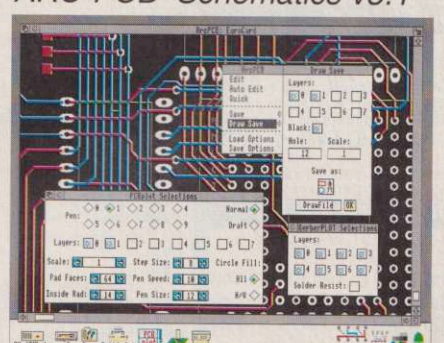 ARC-PCB Schematics v3.1
ArcPCB: EuroCard
ArcPCB
Edit
Auto Edit
Quick
Save
Draw Save
Load Options
Save Options
Draw Save
Layers:
0 1 2 3
4 5 6 7
Black:
Hole: Scale:
12 1
Save as:
DrawFile OK
PCBplot Selections
Pen:
0 1 2 3 4
5 6 7 8 9
Normal
Draft
Layers: 0 1 2 3 4 5 6 7
Scale: 1 Step Size: 8 Circle Fill:
Pad Faces: 64 Pen Speed: 10 All
Inside Rad: Pen Size: 12 A/U
GerberPLOT Selections
Layers:
0 1 2 3
4 5 6 7
Solder Resist:
PCB